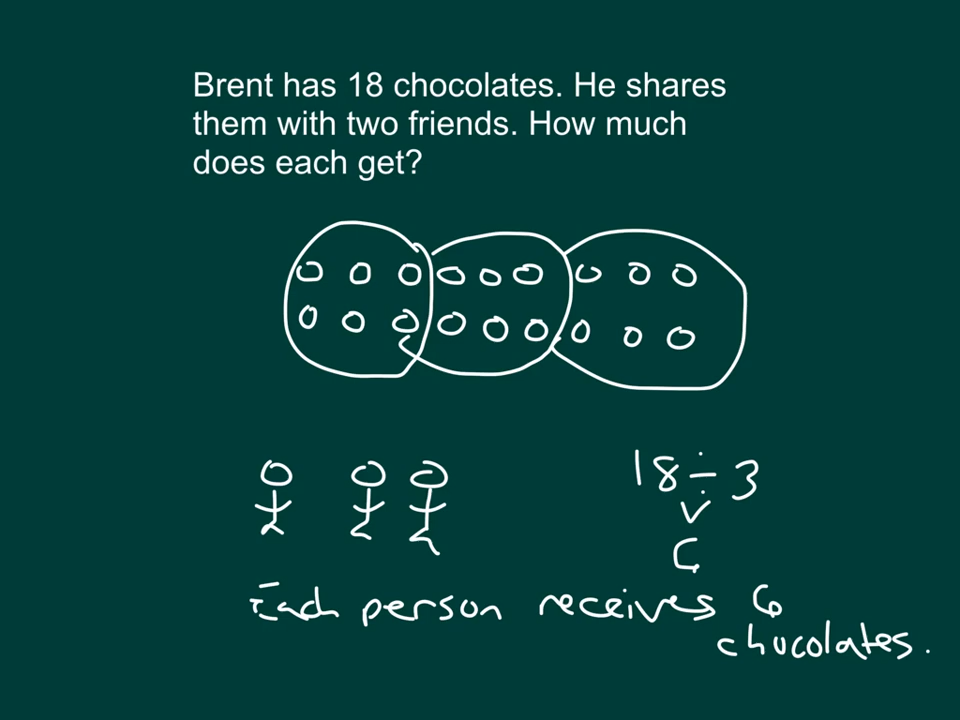 Brent has 18 chocolates. He shares
them with two friends. How much
does each get?
18 ÷ 3
6
Each person receives 6
chocolates.